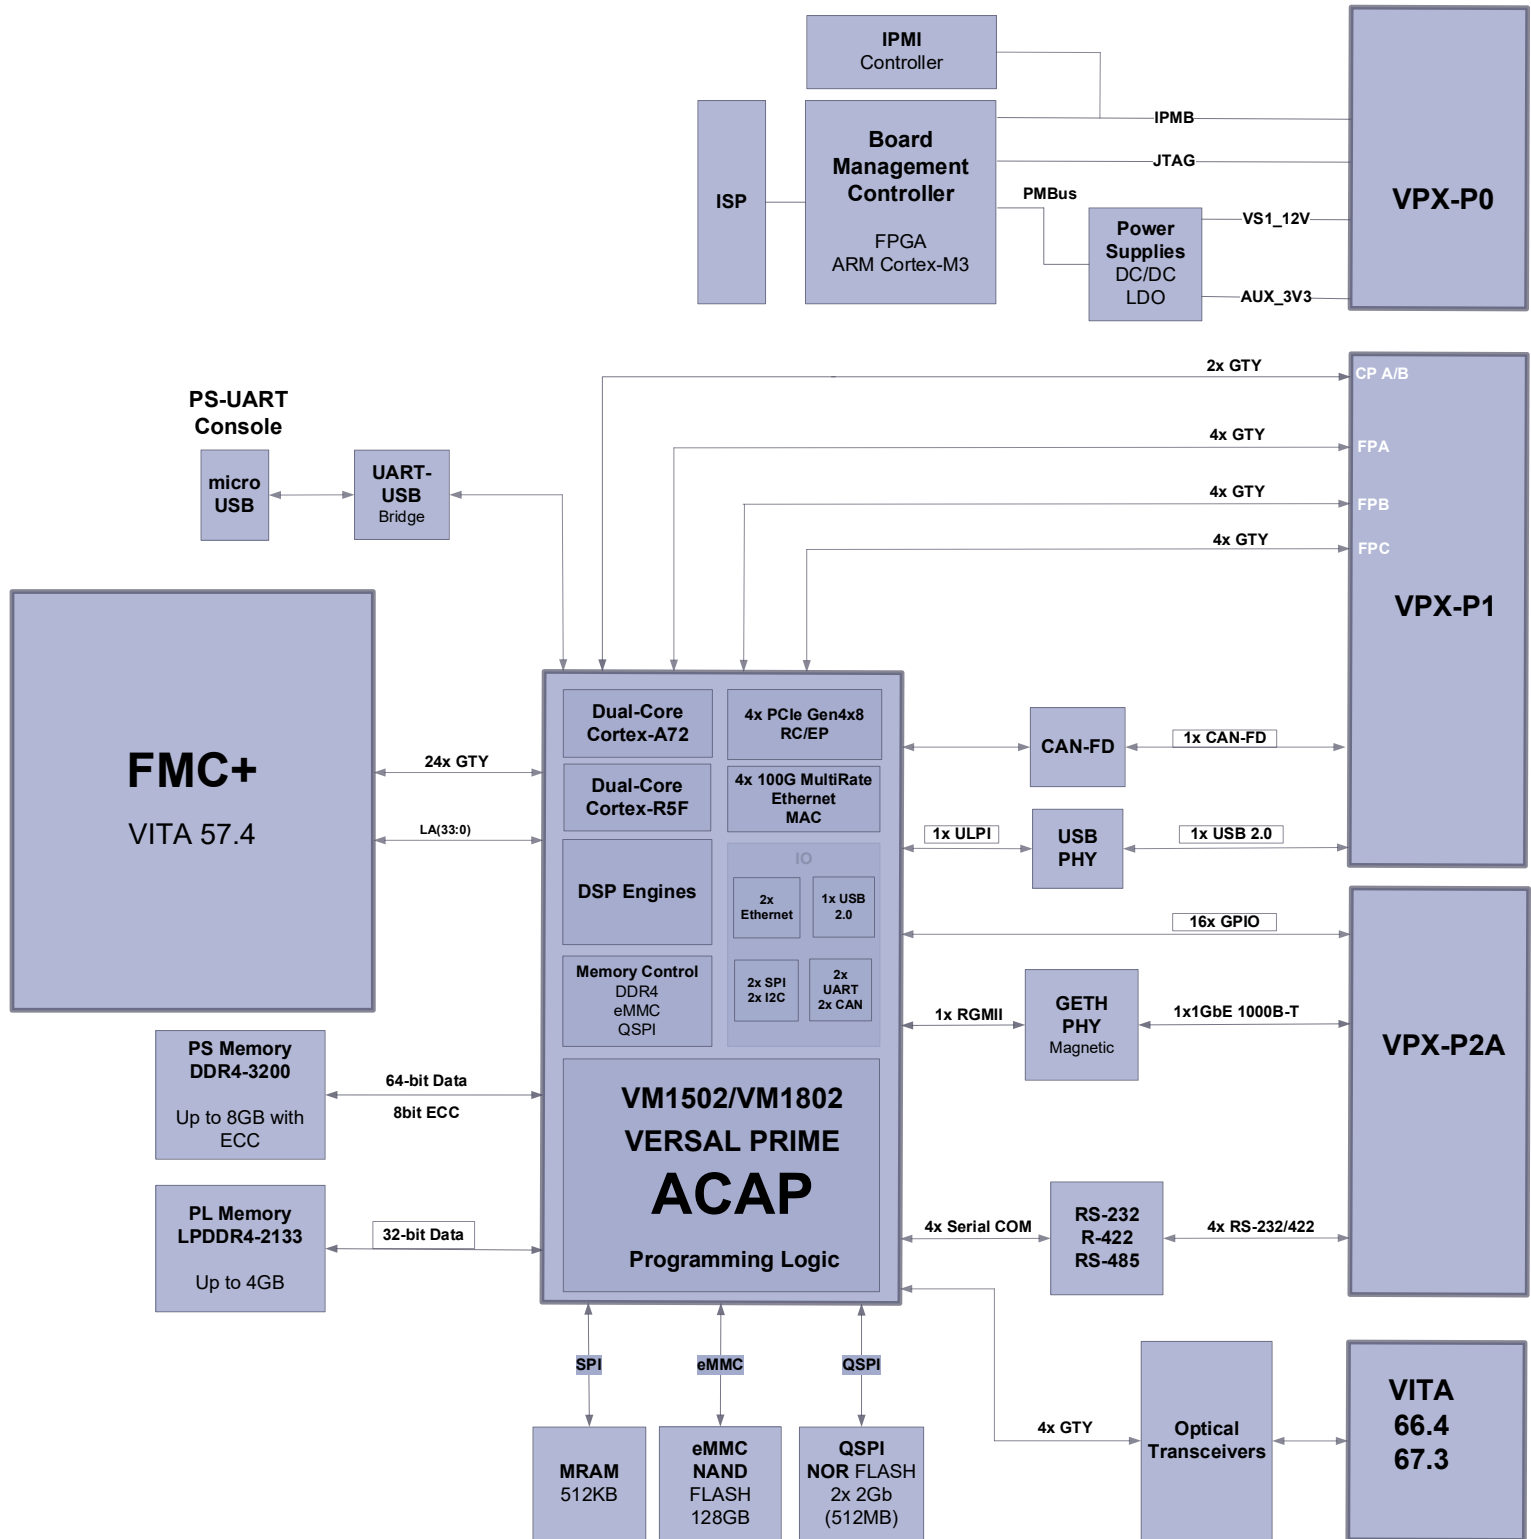 IPMI
Controller
Board
Management
Controller
FPGA
ARM Cortex-M3
ISP
IPMB
JTAG
PMBus
Power
Supplies
DC/DC
LDO
VS1_12V
AUX_3V3
VPX-P0
2x GTY
CP A/B
4x GTY
FPA
4x GTY
FPB
4x GTY
FPC
VPX-P1
PS-UART
Console
micro
USB
UART-
USB
Bridge
FMC+
VITA 57.4
24x GTY
LA(33:0)
Dual-Core
Cortex-A72
4x PCIe Gen4x8
RC/EP
Dual-Core
Cortex-R5F
4x 100G MultiRate
Ethernet
MAC
DSP Engines
IO
2x
Ethernet
1x USB
2.0
2x SPI
2x I2C
2x
UART
2x CAN
Memory Control
DDR4
eMMC
QSPI
VM1502/VM1802
VERSAL PRIME
ACAP
Programming Logic
CAN-FD
1x CAN-FD
1x ULPI
USB
PHY
1x USB 2.0
16x GPIO
1x RGMII
GETH
PHY
Magnetic
1x1GbE 1000B-T
VPX-P2A
PS Memory
DDR4-3200
Up to 8GB with
ECC
64-bit Data
8bit ECC
PL Memory
LPDDR4-2133
Up to 4GB
32-bit Data
4x Serial COM
RS-232
R-422
RS-485
4x RS-232/422
SPI
eMMC
QSPI
MRAM
512KB
eMMC
NAND
FLASH
128GB
QSPI
NOR FLASH
2x 2Gb
(512MB)
4x GTY
Optical
Transceivers
VITA
66.4
67.3